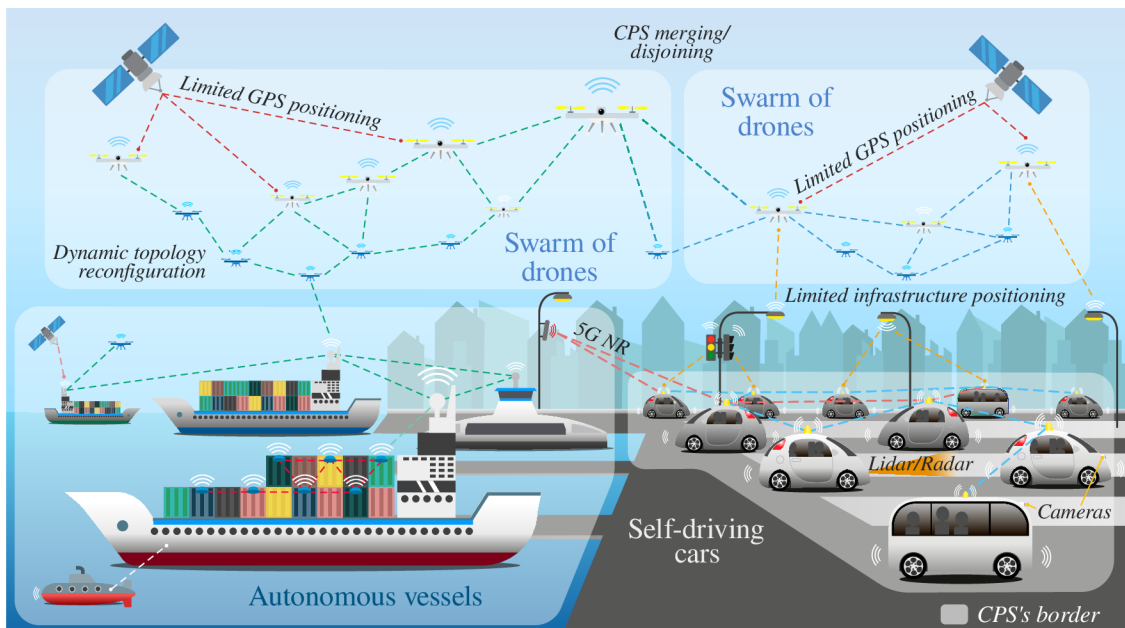 CPS merging/
disjoining
Limited GPS positioning
Swarm of
drones
Limited GPS positioning
Dynamic topology
reconfiguration
Swarm of
drones
Limited infrastructure positioning
5G NR
Lidar/Radar
Cameras
Self-driving
cars
Autonomous vessels
CPS's border